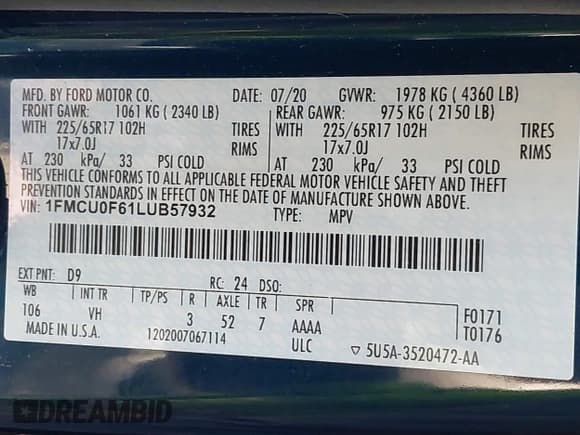 MFD. BY FORD MOTOR CO. DATE: 07/20 GVWR: 1978 KG ( 4360 LB)
FRONT GAWR: 1061 KG ( 2340 LB) REAR GAWR: 975 KG ( 2150 LB)
WITH 225/65R17 102H TIRES WITH 225/65R17 102H TIRES
17x7.0J RIMS 17x7.0J RIMS
AT 230 kPa/ 33 PSI COLD AT 230 kPa/ 33 PSI COLD
THIS VEHICLE CONFORMS TO ALL APPLICABLE FEDERAL MOTOR VEHICLE SAFETY AND THEFT
PREVENTION STANDARDS IN EFFECT ON THE DATE OF MANUFACTURE SHOWN ABOVE.
VIN: 1FMCU0F61LUB57932 TYPE: MPV
EXT PNT: D9 RC: 24 DSO:
WB INT TR TP/PS R AXLE TR SPR F0171
106 VH 3 52 7 AAAA T0176
MADE IN U.S.A. 1202007067114 ULC ▽ 5U5A-3520472-AA
DREAMBID